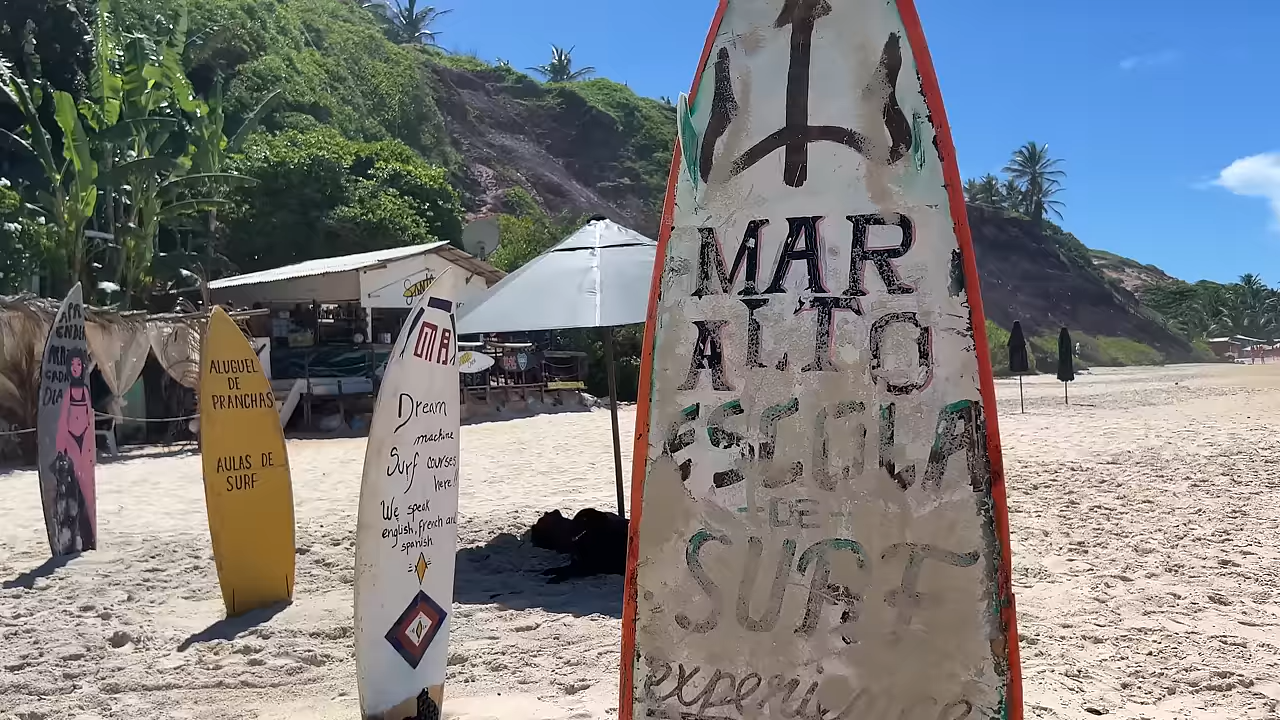 MAR
ALTO
ESCOLA
DE
SURF
ALUGUEL
DE
PRANCHAS
AULAS DE
SURF
Dream
machine
Surf courses
here!!
We speak
english, french and
spanish